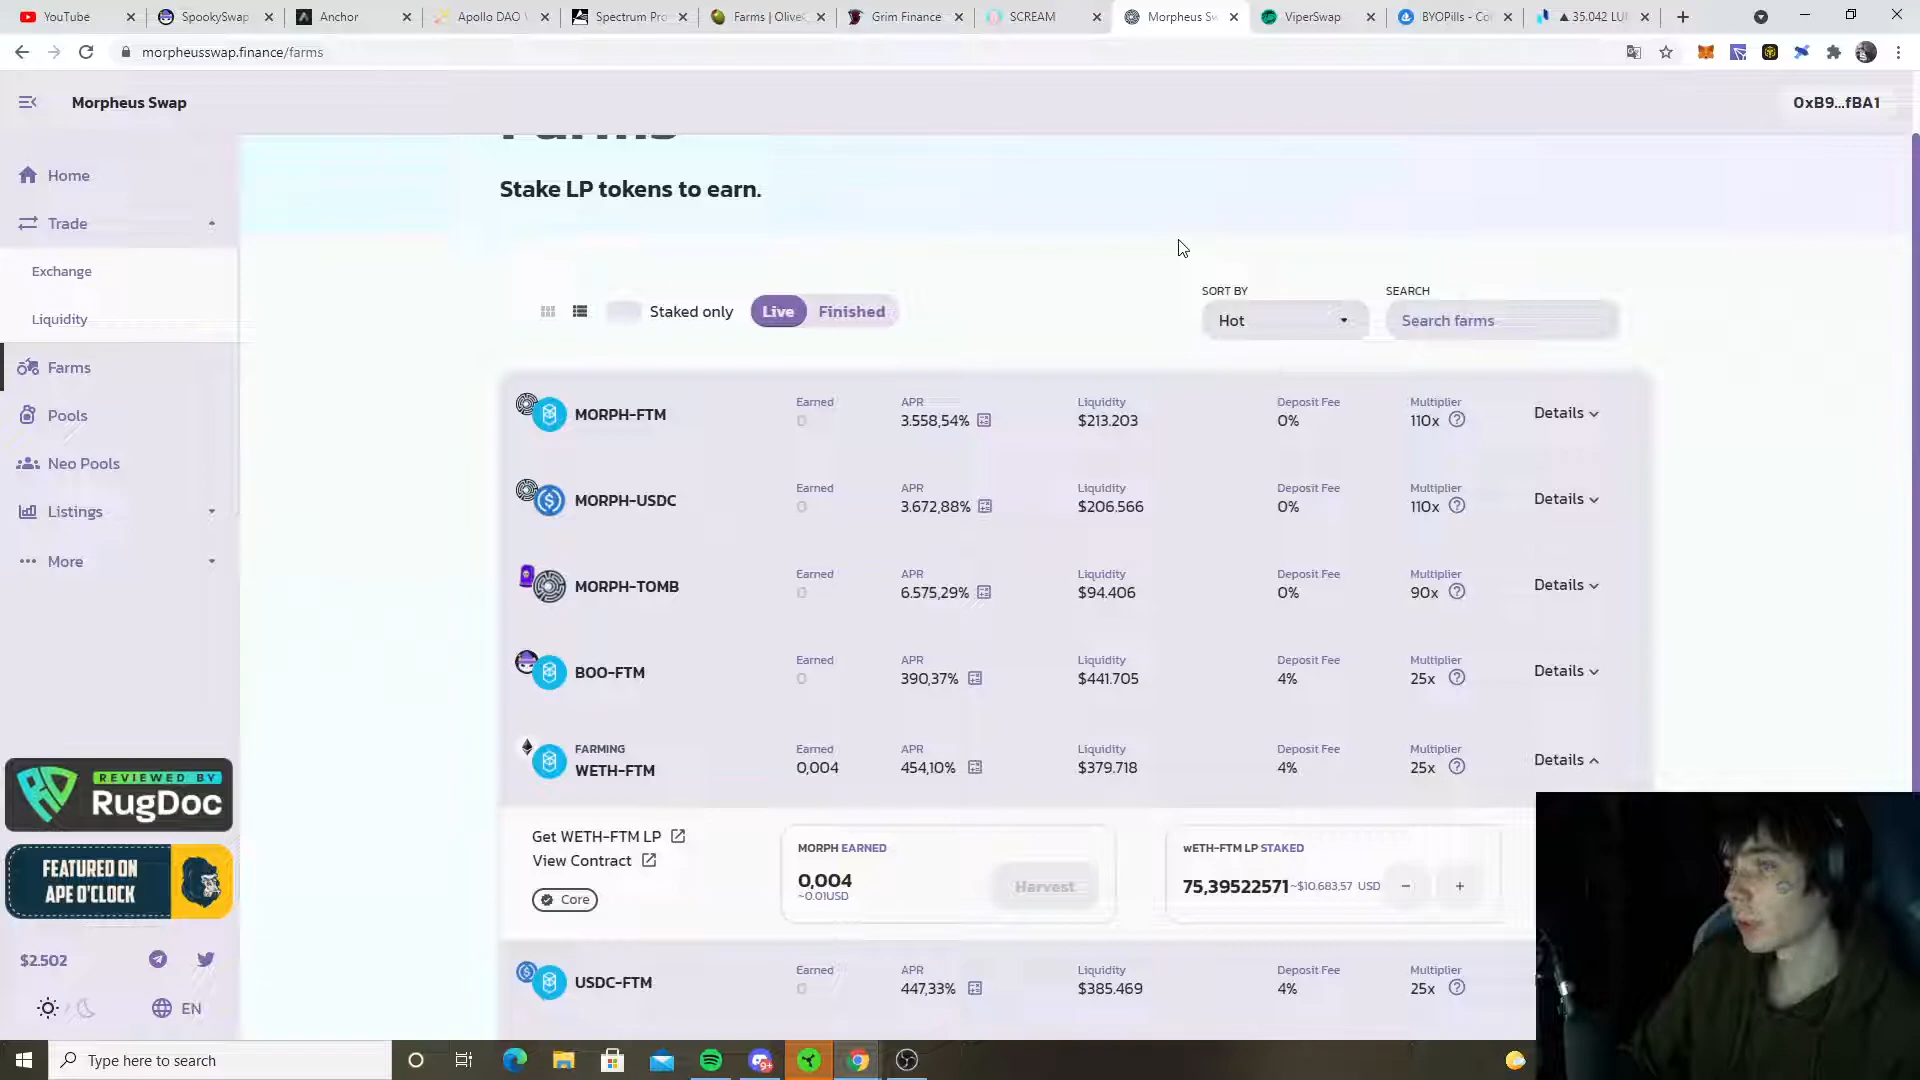 YouTube
SpookySwap
Anchor
Apollo DAO
Spectrum Pro
Farms | Olive
Grim Finance
SCREAM
Morpheus Sw
ViperSwap
BYOPills - Co
▲ 35.042 LU
morpheusswap.finance/farms
Morpheus Swap
0xB9...fBA1
Home
Trade
Exchange
Liquidity
Farms
Pools
Neo Pools
Listings
More
REVIEWED BY
RugDoc
FEATURED ON
APE O'CLOCK
$2.502
EN
Stake LP tokens to earn.
Staked only
Live
Finished
SORT BY
Hot
SEARCH
Search farms
MORPH-FTM
Earned
0
APR
3.558,54%
Liquidity
$213.203
Deposit Fee
0%
Multiplier
110x
Details
MORPH-USDC
Earned
0
APR
3.672,88%
Liquidity
$206.566
Deposit Fee
0%
Multiplier
110x
Details
MORPH-TOMB
Earned
0
APR
6.575,29%
Liquidity
$94.406
Deposit Fee
0%
Multiplier
90x
Details
BOO-FTM
Earned
0
APR
390,37%
Liquidity
$441.705
Deposit Fee
4%
Multiplier
25x
Details
FARMING
WETH-FTM
Earned
0,004
APR
454,10%
Liquidity
$379.718
Deposit Fee
4%
Multiplier
25x
Details
Get WETH-FTM LP
View Contract
Core
MORPH EARNED
0,004
~0.01USD
Harvest
wETH-FTM LP STAKED
75,39522571 ~$10.683,57 USD
USDC-FTM
Earned
0
APR
447,33%
Liquidity
$385.469
Deposit Fee
4%
Multiplier
25x
Type here to search
9+